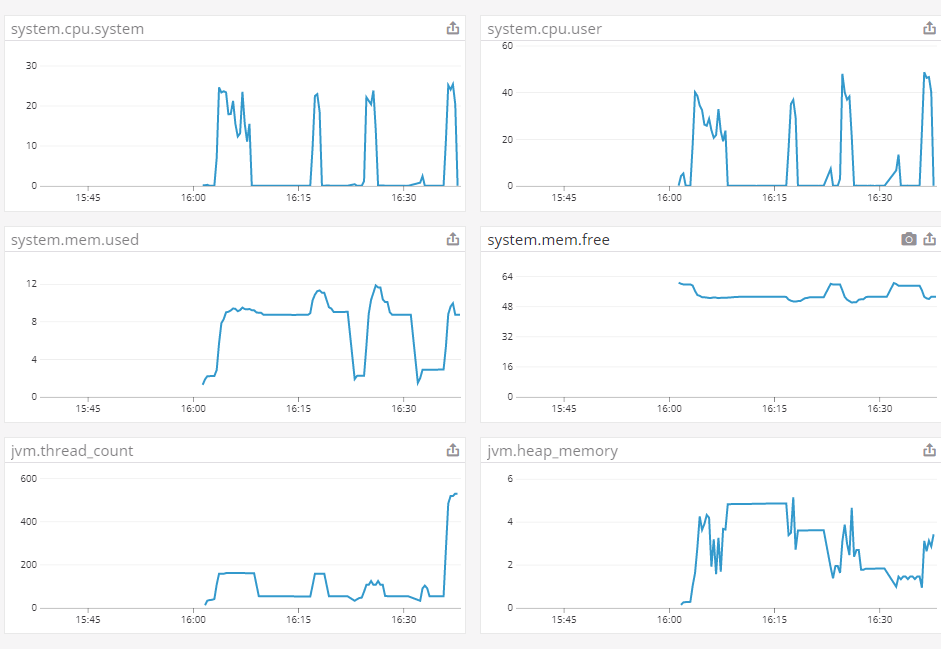 system.cpu.system
30
20
10
0
15:45 16:00 16:15 16:30
system.cpu.user
60
40
20
0
15:45 16:00 16:15 16:30
system.mem.used
12
8
4
0
15:45 16:00 16:15 16:30
system.mem.free
64
48
32
16
0
15:45 16:00 16:15 16:30
jvm.thread_count
600
400
200
0
15:45 16:00 16:15 16:30
jvm.heap_memory
6
4
2
0
15:45 16:00 16:15 16:30